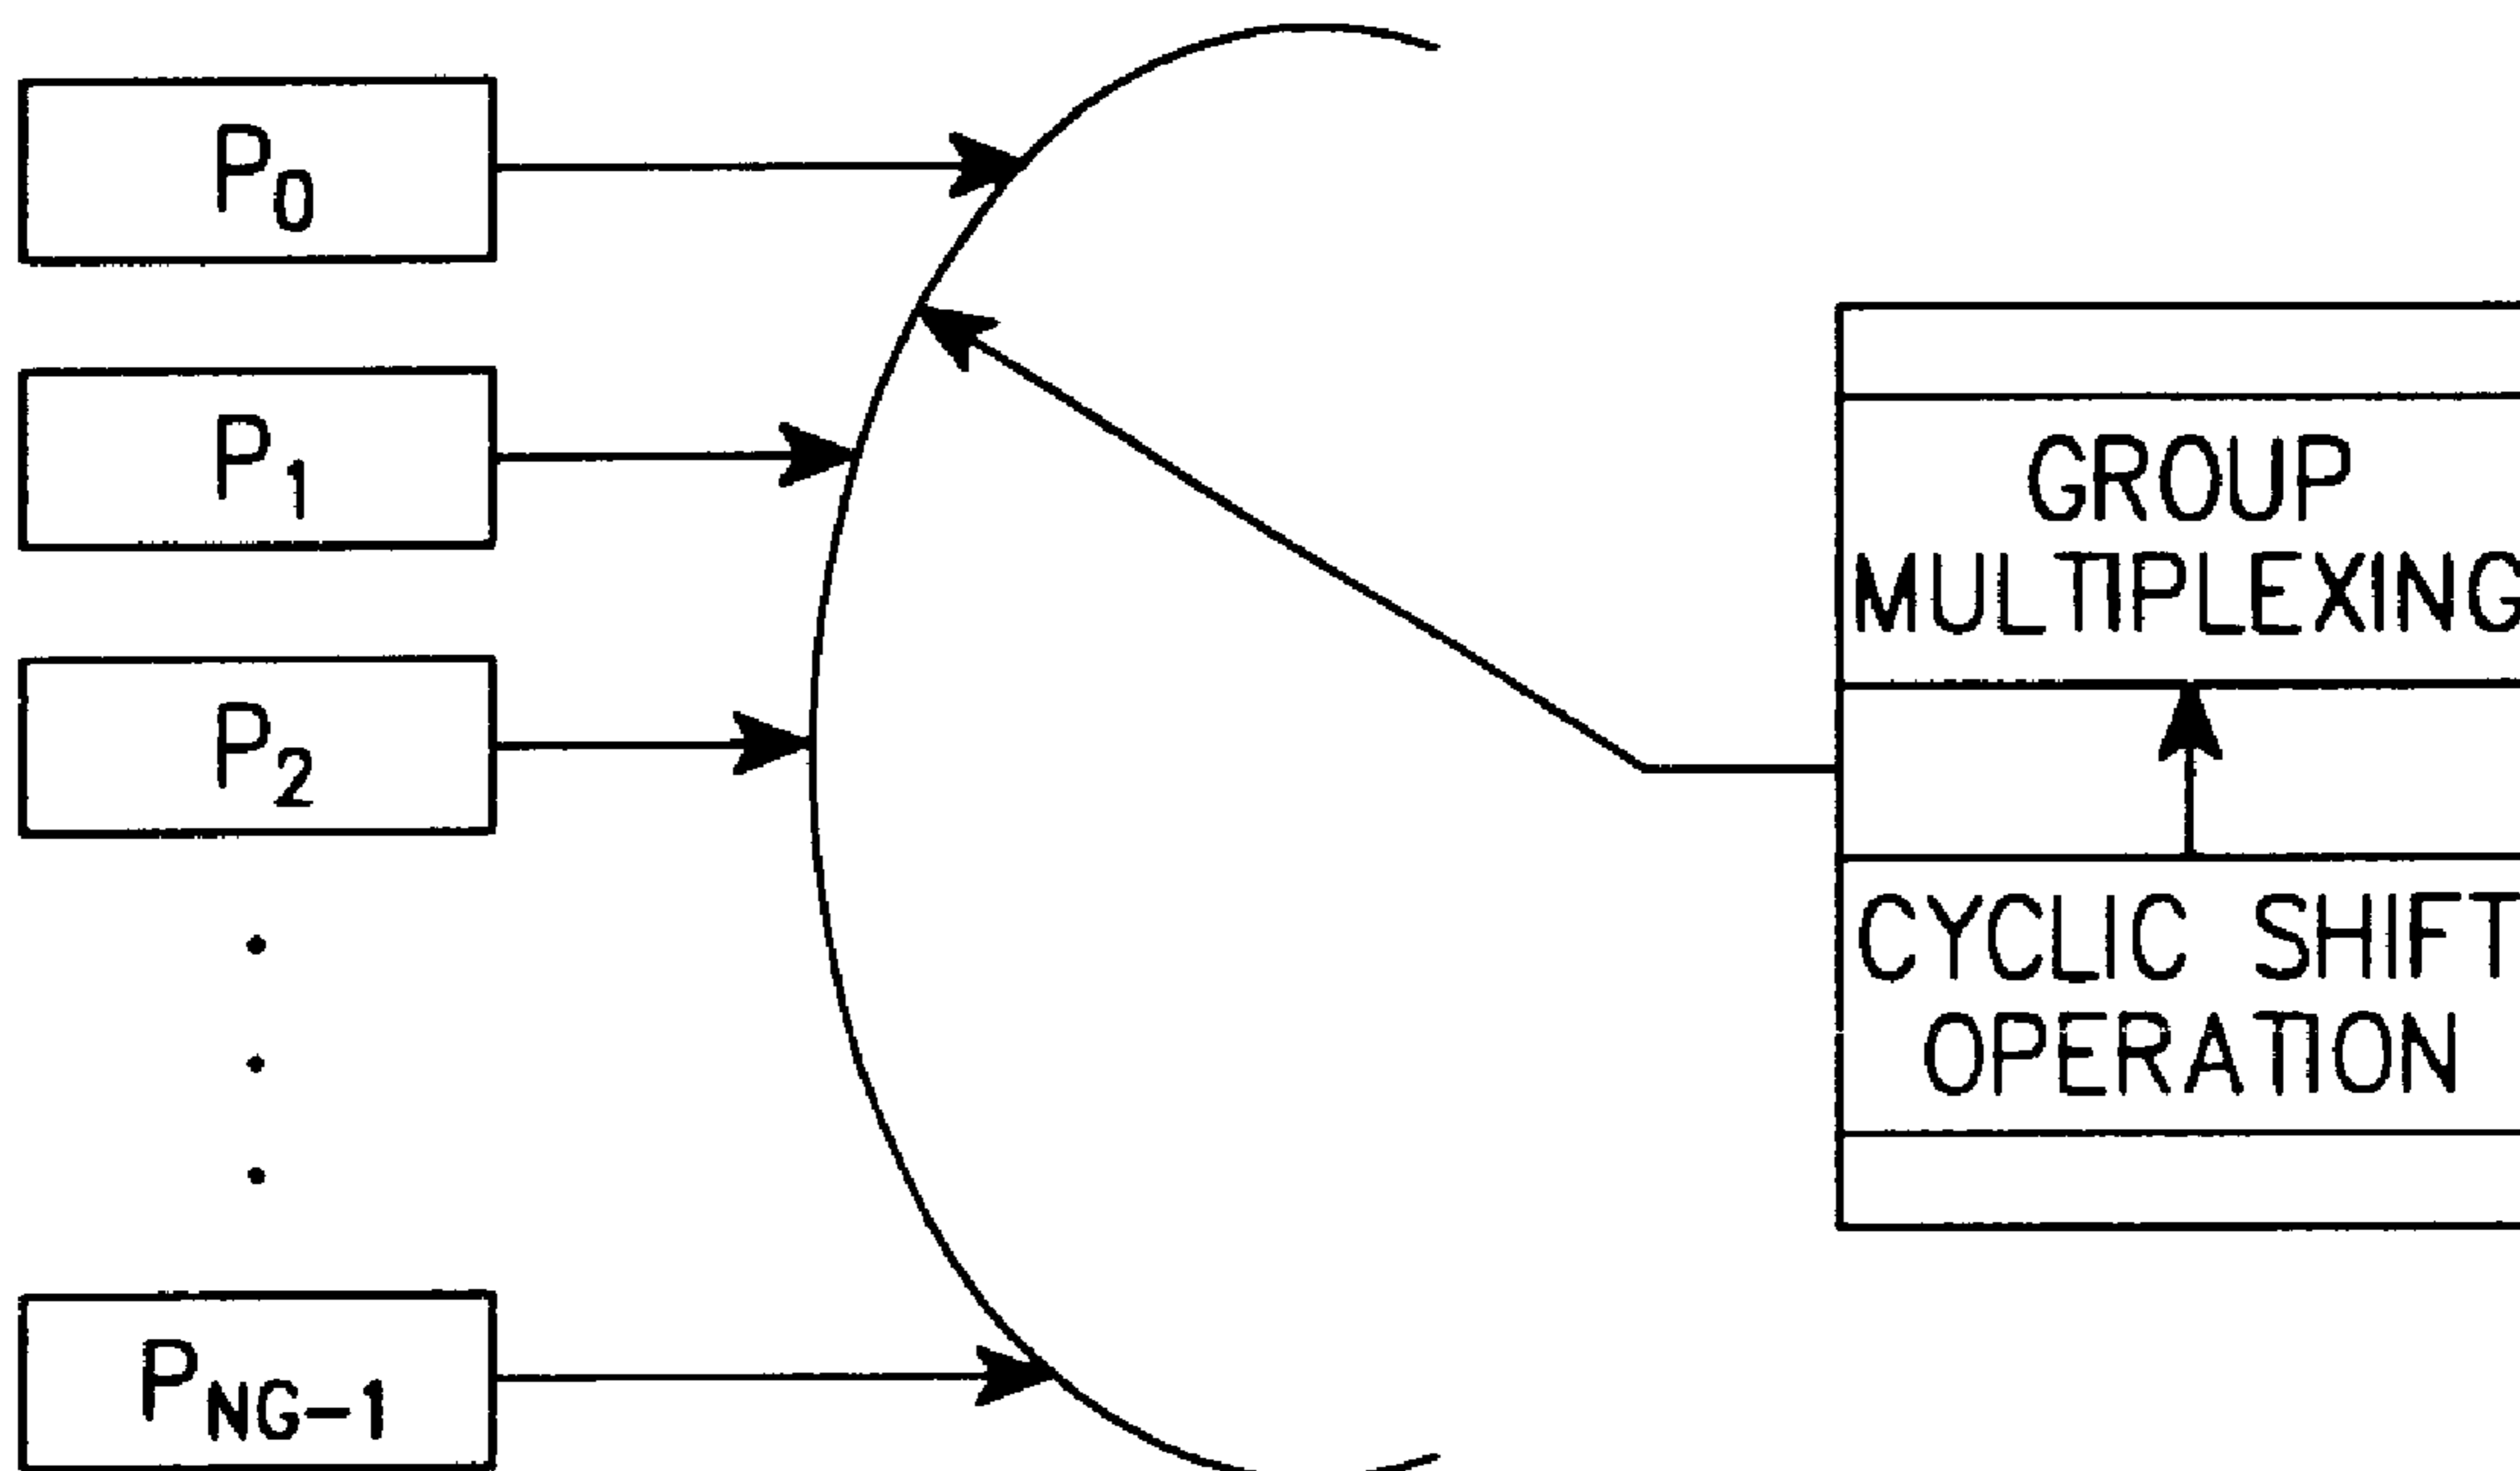 P0
P1
P2
PNG-1
GROUP
MULTIPLEXING
CYCLIC SHIFT
OPERATION